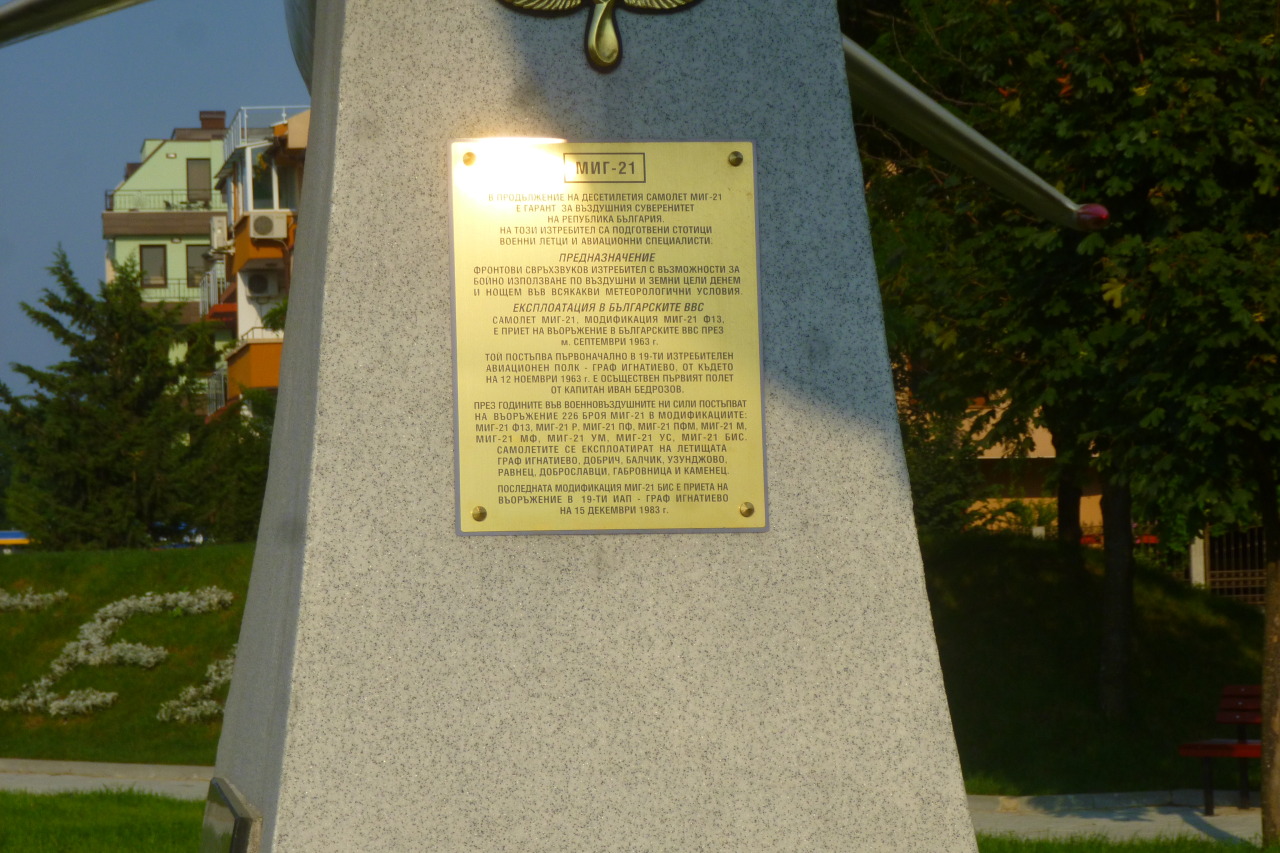 МИГ-21
В ПРОДЪЛЖЕНИЕ НА ДЕСЕТИЛЕТИЯ САМОЛЕТ МИГ-21
Е ГАРАНТ ЗА ВЪЗДУШНИЯ СУВЕРЕНИТЕТ
НА РЕПУБЛИКА БЪЛГАРИЯ.
НА ТОЗИ ИЗТРЕБИТЕЛ СА ПОДГОТВЕНИ СТОТИЦИ
ВОЕННИ ЛЕТЦИ И АВИАЦИОННИ СПЕЦИАЛИСТИ.
ПРЕДНАЗНАЧЕНИЕ
ФРОНТОВИ СВРЪХЗВУКОВ ИЗТРЕБИТЕЛ С ВЪЗМОЖНОСТИ ЗА
БОЙНО ИЗПОЛЗВАНЕ ПО ВЪЗДУШНИ И ЗЕМНИ ЦЕЛИ ДЕНЕМ
И НОЩЕМ ВЪВ ВСЯКАКВИ МЕТЕОРОЛОГИЧНИ УСЛОВИЯ.
ЕКСПЛОАТАЦИЯ В БЪЛГАРСКИТЕ ВВС
САМОЛЕТ МИГ-21, МОДИФИКАЦИЯ МИГ-21 Ф13,
Е ПРИЕТ НА ВЪОРЪЖЕНИЕ В БЪЛГАРСКИТЕ ВВС ПРЕЗ
м. СЕПТЕМВРИ 1963 г.
ТОЙ ПОСТЪПВА ПЪРВОНАЧАЛНО В 19-ТИ ИЗТРЕБИТЕЛЕН
АВИАЦИОНЕН ПОЛК - ГРАФ ИГНАТИЕВО, ОТ КЪДЕТО
НА 12 НОЕМВРИ 1963 г. Е ОСЪЩЕСТВЕН ПЪРВИЯТ ПОЛЕТ
ОТ КАПИТАН ИВАН БЕДРОЗОВ.
ПРЕЗ ГОДИНИТЕ ВЪВ ВОЕННОВЪЗДУШНИТЕ НИ СИЛИ ПОСТЪПВАТ
НА ВЪОРЪЖЕНИЕ 226 БРОЯ МИГ-21 В МОДИФИКАЦИИТЕ:
МИГ-21 Ф13, МИГ-21 Р, МИГ-21 ПФ, МИГ-21 ПФМ, МИГ-21 М,
МИГ-21 МФ, МИГ-21 УМ, МИГ-21 УС, МИГ-21 БИС.
САМОЛЕТИТЕ СЕ ЕКСПЛОАТИРАТ НА ЛЕТИЩАТА
ГРАФ ИГНАТИЕВО, ДОБРИЧ, БАЛЧИК, УЗУНДЖОВО,
РАВНЕЦ, ДОБРОСЛАВЦИ, ГАБРОВНИЦА И КАМЕНЕЦ.
ПОСЛЕДНАТА МОДИФИКАЦИЯ МИГ-21 БИС Е ПРИЕТА НА
ВЪОРЪЖЕНИЕ В 19-ТИ ИАП - ГРАФ ИГНАТИЕВО
НА 15 ДЕКЕМВРИ 1983 г.